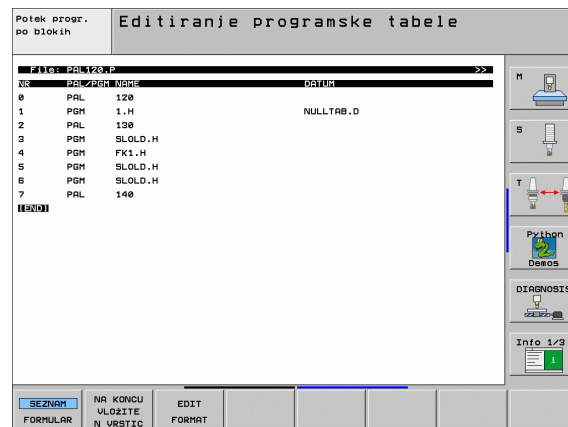 Potek progr.
po blokih
Editiranje programske tabele
File: PAL120.P >>
NR PAL/PGM NAME DATUM
0 PAL 120
1 PGM 1.H NULLTAB.D
2 PAL 130
3 PGM SLOLD.H
4 PGM FK1.H
5 PGM SLOLD.H
6 PGM SLOLD.H
7 PAL 140
[END]
M
S
T
Python
Demos
DIAGNOSIS
Info 1/3
i
SEZNAM
FORMULAR
NA KONCU
VLOŽITE
N VRSTIC
EDIT
FORMAT